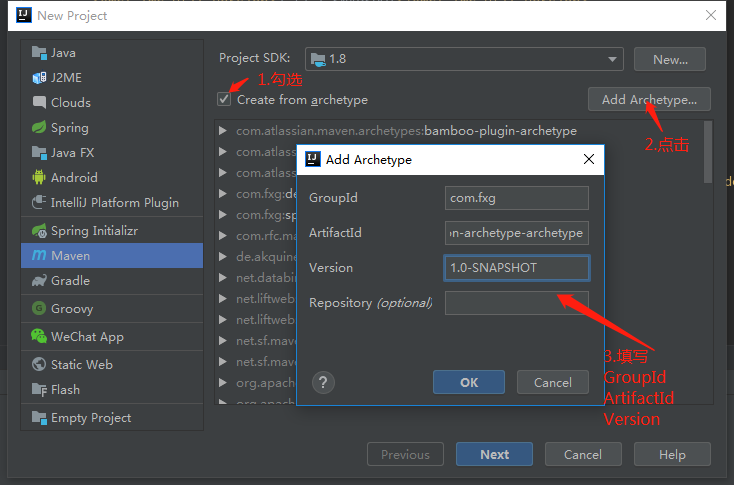 New Project
Java
J2ME
Clouds
Spring
Java FX
Android
IntelliJ Platform Plugin
Spring Initializr
Maven
Gradle
Groovy
WeChat App
Static Web
Flash
Empty Project
Project SDK:
1.8
New...
1.勾选
Create from archetype
Add Archetype...
2.点击
com.atlassian.maven.archetypes:bamboo-plugin-archetype
com.atlass
com.atlass
com.fxg:de
com.fxg:sp
com.rfc.ma
de.akquine
net.databin
net.liftweb
net.liftweb
net.sf.mave
net.sf.mave
org.apach
org.apach
IJ
Add Archetype
GroupId
com.fxg
ArtifactId
n-archetype-archetype
Version
1.0-SNAPSHOT
Repository (optional)
?
OK
Cancel
3.填写
GroupId
ArtifactId
Version
Previous
Next
Cancel
Help